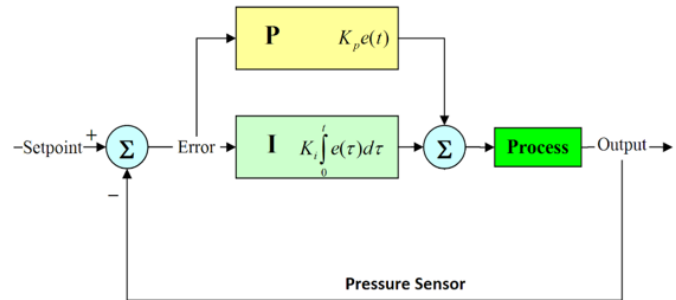 P K_p e(t)
–Setpoint
+
Σ
Error
I K_i ∫_0^t e(τ)dτ
Σ
Process
Output
–
Pressure Sensor